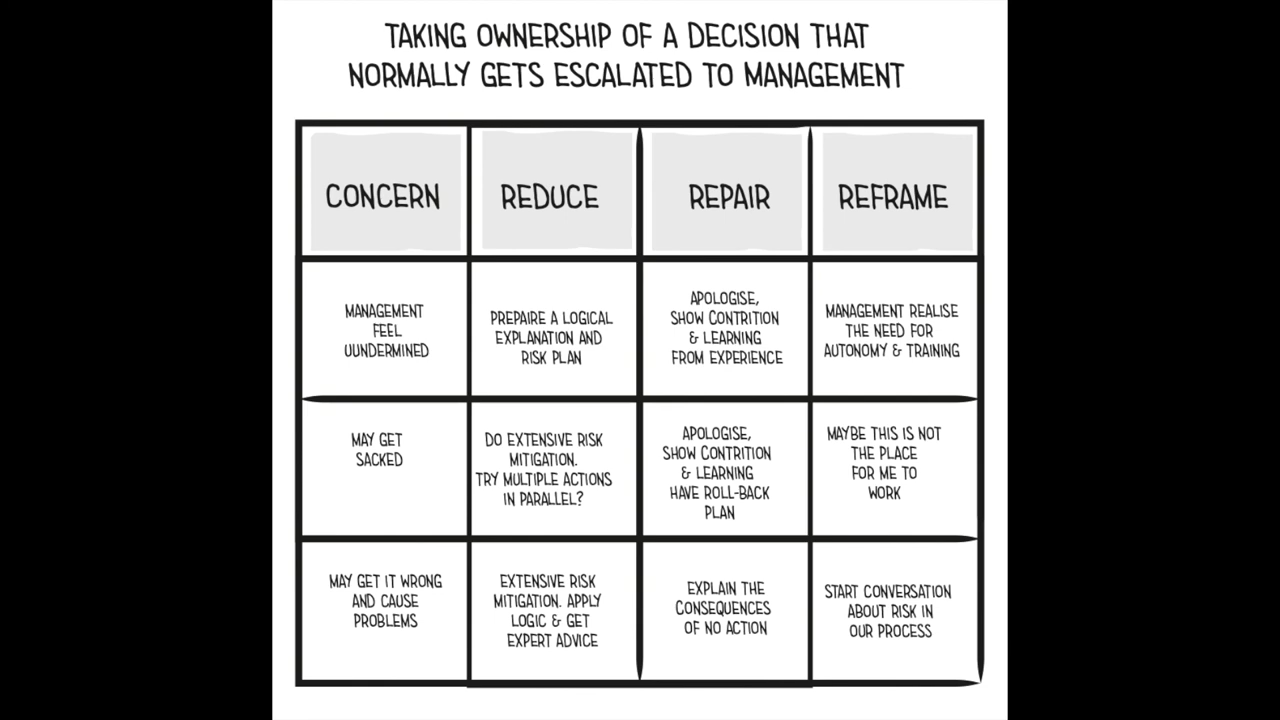 TAKING OWNERSHIP OF A DECISION THAT
NORMALLY GETS ESCALATED TO MANAGEMENT
CONCERN
REDUCE
REPAIR
REFRAME
MANAGEMENT
FEEL
UUNDERMINED
PREPAIRE A LOGICAL
EXPLANATION AND
RISK PLAN
APOLOGISE,
SHOW CONTRITION
& LEARNING
FROM EXPERIENCE
MANAGEMENT REALISE
THE NEED FOR
AUTONOMY & TRAINING
MAY GET
SACKED
DO EXTENSIVE RISK
MITIGATION.
TRY MULTIPLE ACTIONS
IN PARALLEL?
APOLOGISE,
SHOW CONTRITION
& LEARNING
HAVE ROLL-BACK
PLAN
MAYBE THIS IS NOT
THE PLACE
FOR ME TO
WORK
MAY GET IT WRONG
AND CAUSE
PROBLEMS
EXTENSIVE RISK
MITIGATION. APPLY
LOGIC & GET
EXPERT ADVICE
EXPLAIN THE
CONSEQUENCES
OF NO ACTION
START CONVERSATION
ABOUT RISK IN
OUR PROCESS